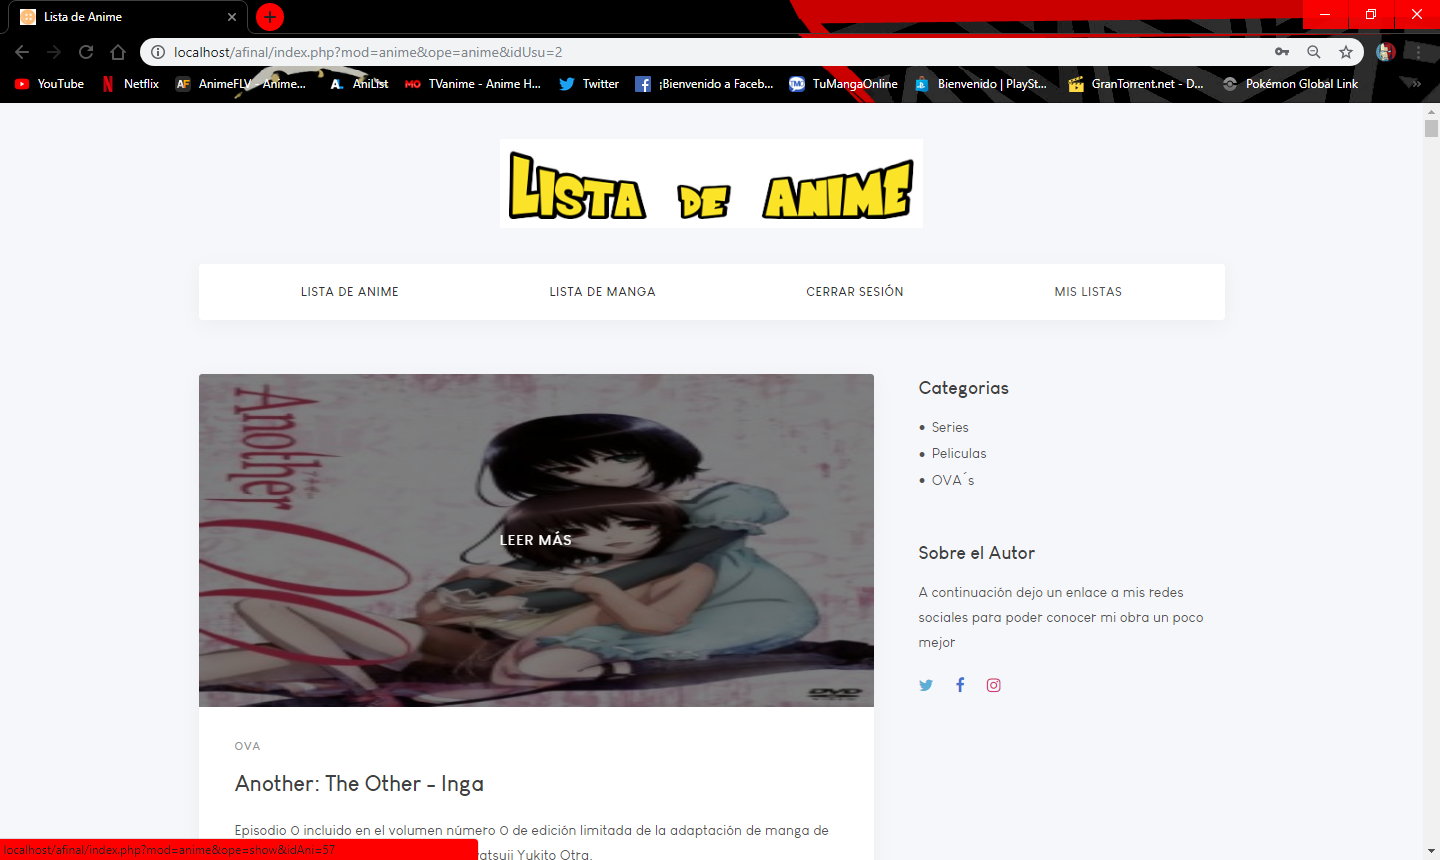 Lista de Anime
localhost/afinal/index.php?mod=anime&ope=anime&idUsu=2
YouTube
Netflix
AnimeFLV - Anime...
AniList
TVanime - Anime H...
Twitter
¡Bienvenido a Faceb...
TuMangaOnline
Bienvenido | PlaySt...
GranTorrent.net - D...
Pokémon Global Link
LISTA DE ANIME
LISTA DE ANIME
LISTA DE MANGA
CERRAR SESIÓN
MIS LISTAS
Another
LEER MÁS
DVD
OVA
Another: The Other - Inga
Episodio 0 incluido en el volumen número 0 de edición limitada de la adaptación de manga de
Yukito Otra.
Categorias
• Series
• Peliculas
• OVA´s
Sobre el Autor
A continuación dejo un enlace a mis redes
sociales para poder conocer mi obra un poco
mejor
localhost/afinal/index.php?mod=anime&ope=show&idAni=57